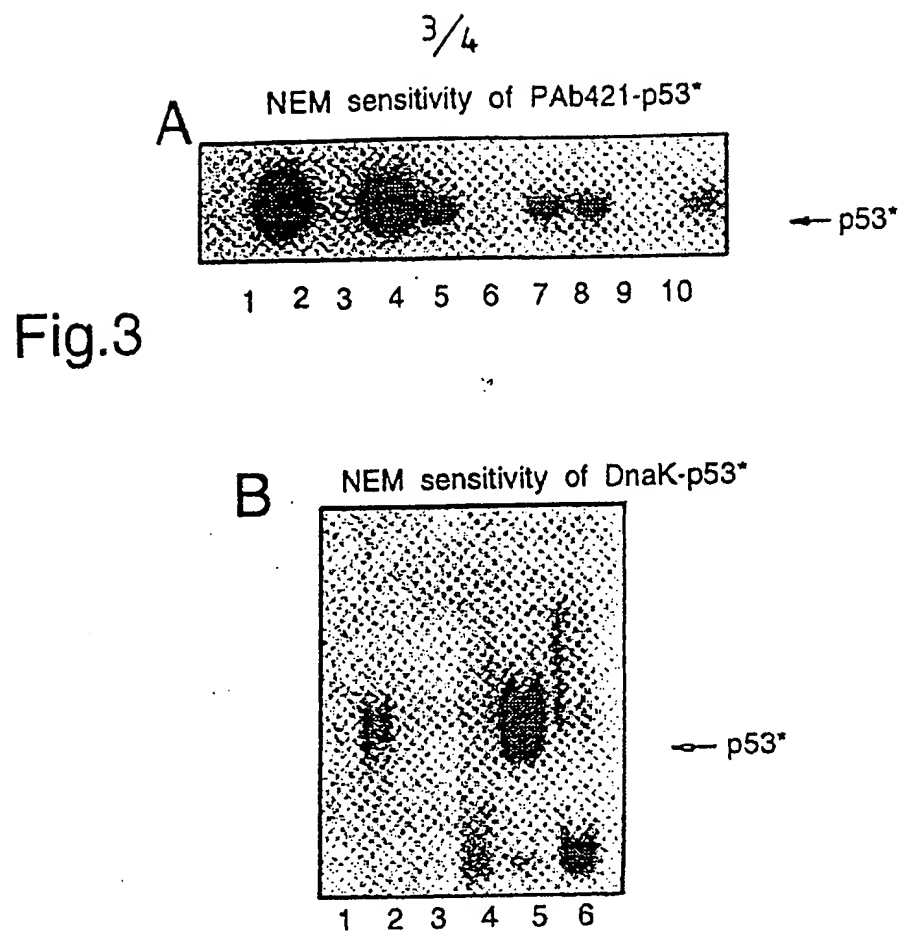 3/4
A
NEM sensitivity of PAb421-p53*
p53*
1 2 3 4 5 6 7 8 9 10
Fig.3
B
NEM sensitivity of DnaK-p53*
p53*
1 2 3 4 5 6